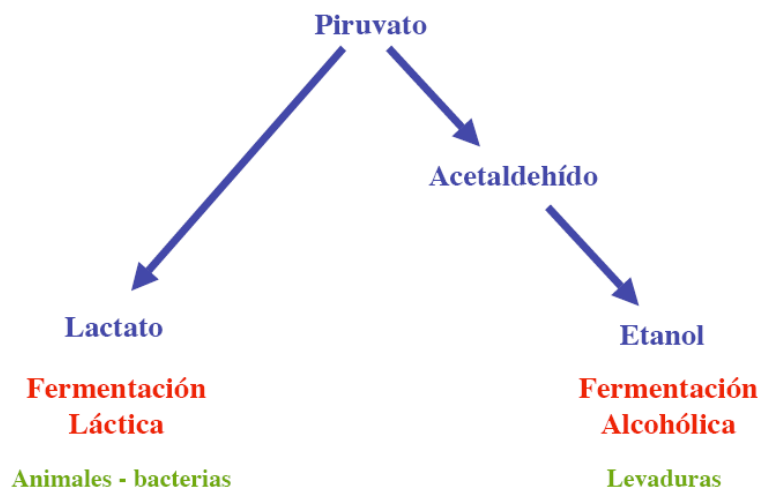 Piruvato
Acetaldehído
Lactato
Etanol
Fermentación
Láctica
Fermentación
Alcohólica
Animales - bacterias
Levaduras